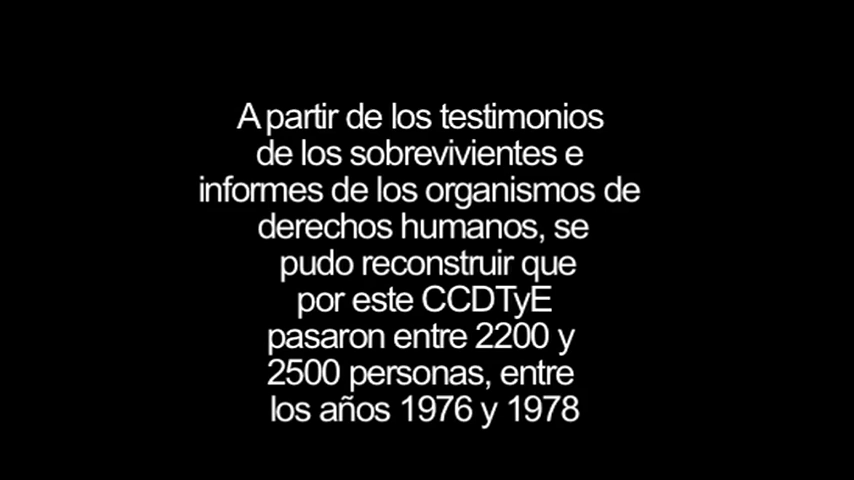 A partir de los testimonios
de los sobrevivientes e
informes de los organismos de
derechos humanos, se
pudo reconstruir que
por este CCDTyE
pasaron entre 2200 y
2500 personas, entre
los años 1976 y 1978